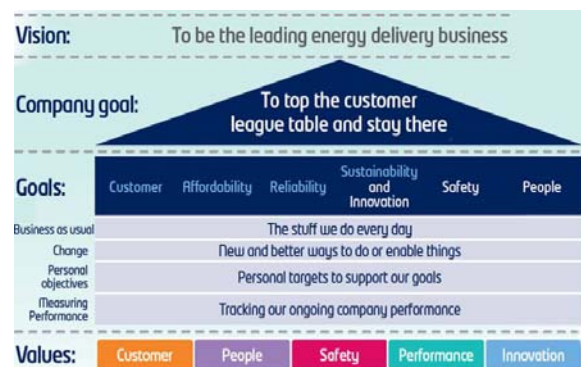 Vision: To be the leading energy delivery business
Company goal: To top the customer
league table and stay there
Goals: Customer Affordability Reliability Sustainability and Innovation Safety People
Business as usual The stuff we do every day
Change New and better ways to do or enable things
Personal objectives Personal targets to support our goals
Measuring Performance Tracking our ongoing company performance
Values: Customer People Safety Performance Innovation